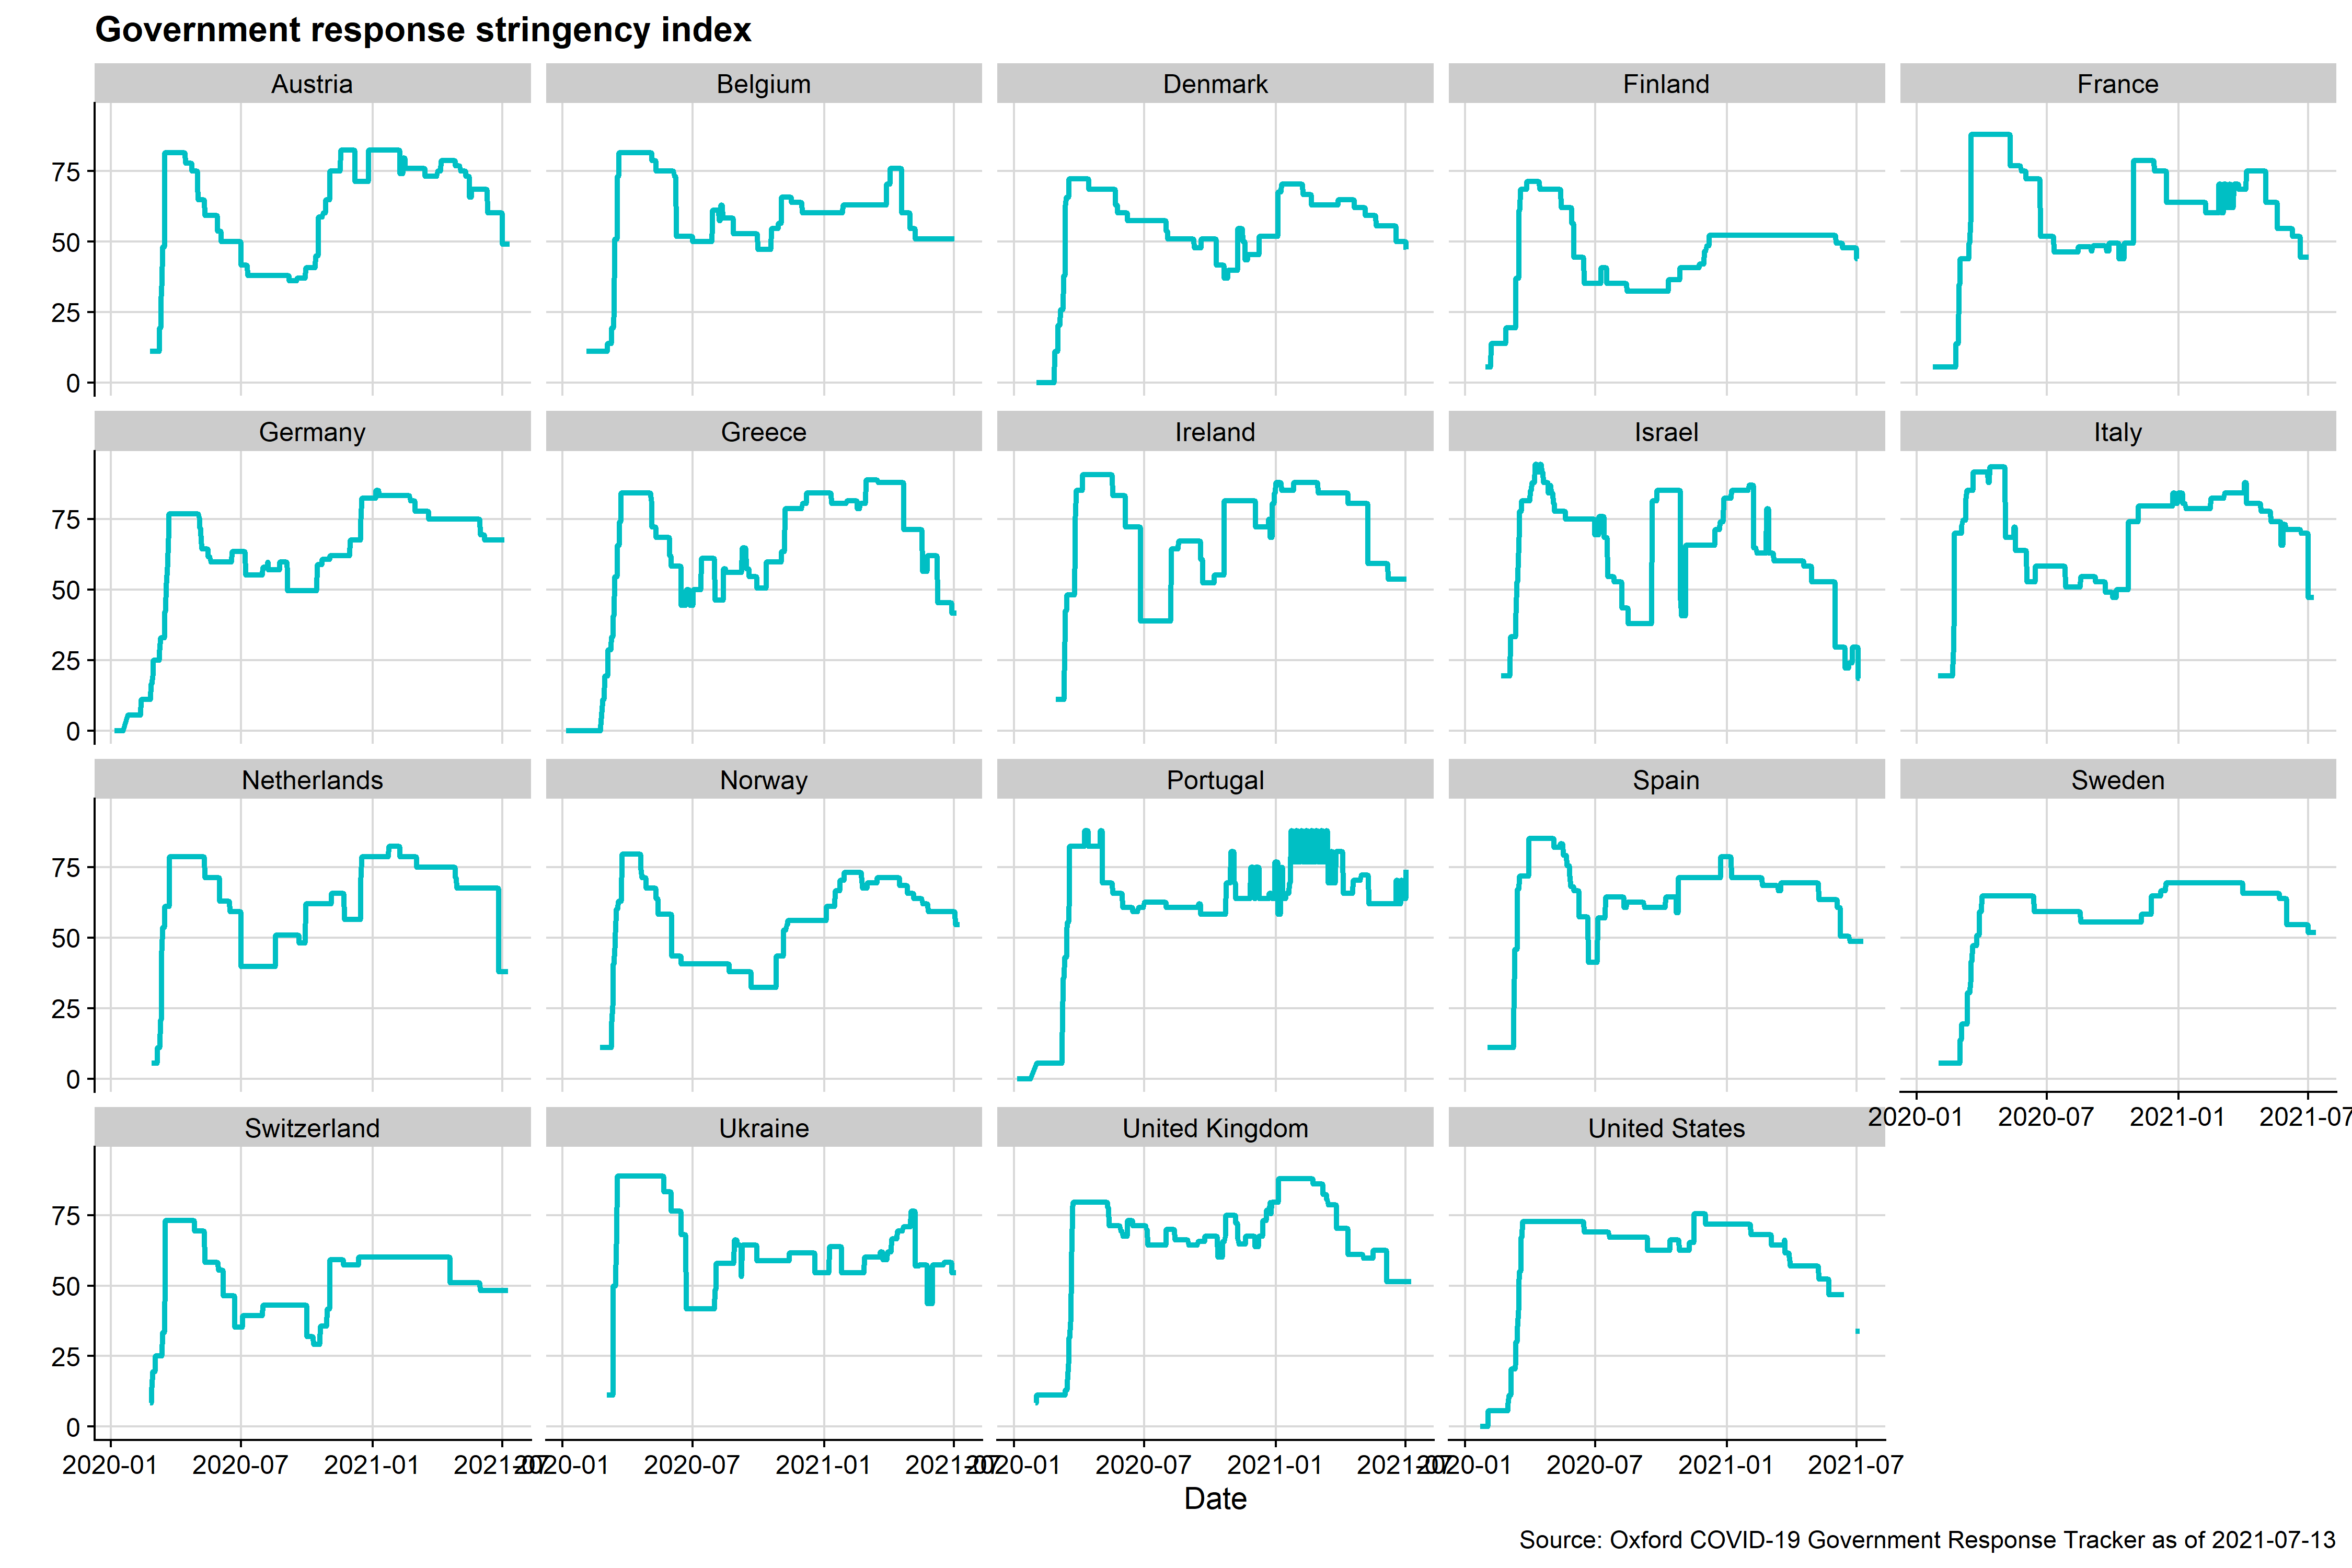 Government response stringency index
Austria
Belgium
Denmark
Finland
France
75
50
25
0
Germany
Greece
Ireland
Israel
Italy
75
50
25
0
Netherlands
Norway
Portugal
Spain
Sweden
75
50
25
0
2020-01 2020-07 2021-01 2021-07
Switzerland
Ukraine
United Kingdom
United States
75
50
25
0
2020-01 2020-07 2021-01 2021-07
2020-01 2020-07 2021-01 2021-07
2020-01 2020-07 2021-01 2021-07
2020-01 2020-07 2021-01 2021-07
Date
Source: Oxford COVID-19 Government Response Tracker as of 2021-07-13